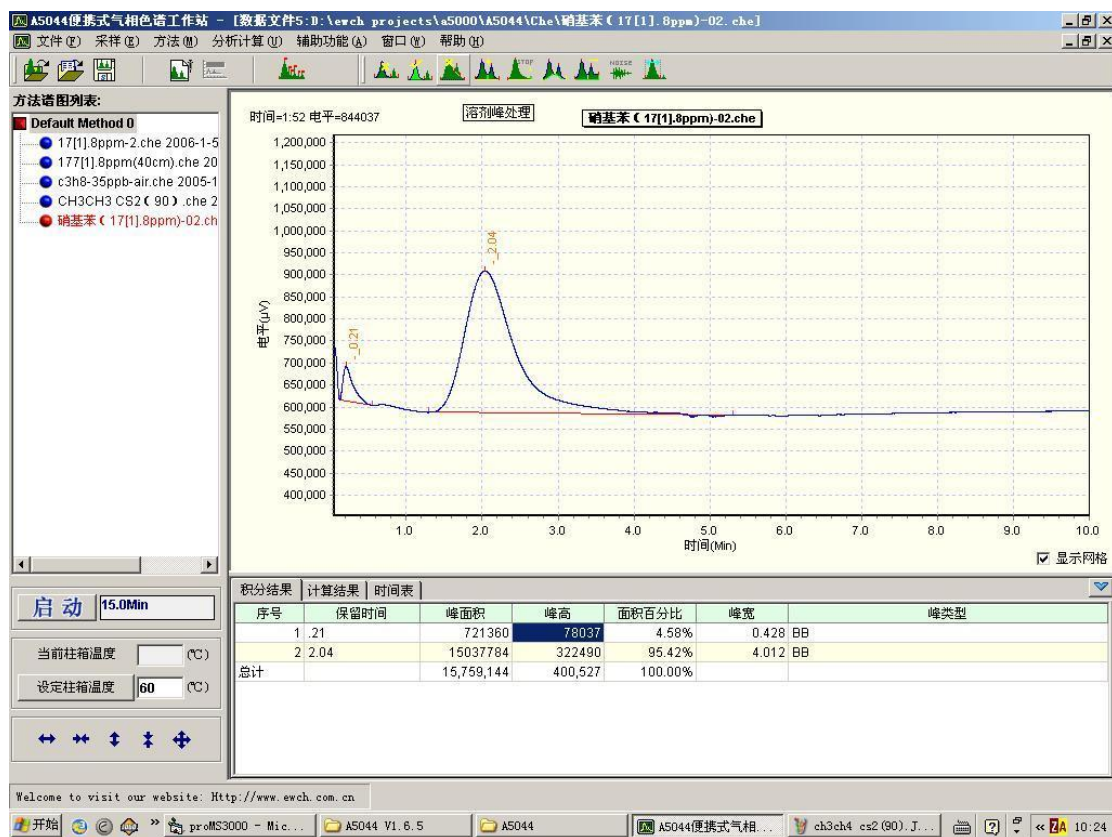 A5044便携式气相色谱工作站 - [数据文件5:D:\ewch projects\a5000\A5044\Che\硝基苯(17[1].8ppm)-02.che]
文件(F) 采样(E) 方法(M) 分析计算(U) 辅助功能(A) 窗口(W) 帮助(H)
STOP
NOIZE
方法谱图列表:
Default Method 0
17[1].8ppm-2.che 2006-1-5
177[1].8ppm(40cm).che 20
c3h8-35ppb-air.che 2005-1
CH3CH3 CS2(90).che 2
硝基苯(17[1].8ppm)-02.ch
时间=1:52 电平=844037
溶剂峰处理
硝基苯(17[1].8ppm)-02.che
1,200,000
1,150,000
1,100,000
1,050,000
1,000,000
950,000
900,000
850,000
800,000
750,000
700,000
650,000
600,000
550,000
500,000
450,000
400,000
电平(μV)
-_0.21
-_2.04
1.0 2.0 3.0 4.0 5.0 6.0 7.0 8.0 9.0 10.0
时间(Min)
显示网格
启动 15.0Min
当前柱箱温度 (℃)
设定柱箱温度 60 (℃)
积分结果 计算结果 时间表
序号 保留时间 峰面积 峰高 面积百分比 峰宽 峰类型
1 .21 721360 78037 4.58% 0.428 BB
2 2.04 15037784 322490 95.42% 4.012 BB
总计 15,759,144 400,527 100.00%
Welcome to visit our website: Http://www.ewch.com.cn
开始 » proMS3000 - Mic... A5044 V1.6.5 A5044 A5044便携式气相... ch3ch4 cs2(90).J... « ZA 10:24